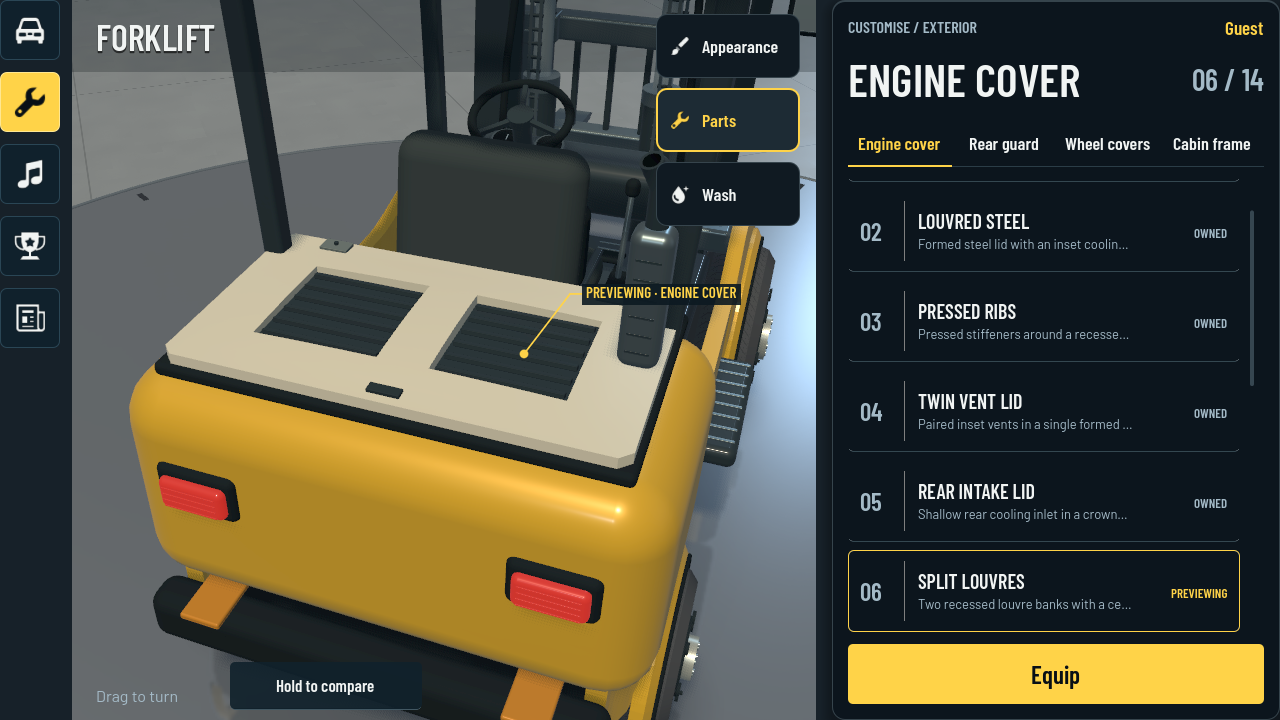 FORKLIFT
Appearance
Parts
Wash
PREVIEWING · ENGINE COVER
Drag to turn
Hold to compare
CUSTOMISE / EXTERIOR
Guest
ENGINE COVER
06 / 14
Engine cover
Rear guard
Wheel covers
Cabin frame
02
LOUVRED STEEL
Formed steel lid with an inset coolin...
OWNED
03
PRESSED RIBS
Pressed stiffeners around a recesse...
OWNED
04
TWIN VENT LID
Paired inset vents in a single formed ...
OWNED
05
REAR INTAKE LID
Shallow rear cooling inlet in a crown...
OWNED
06
SPLIT LOUVRES
Two recessed louvre banks with a ce...
PREVIEWING
Equip